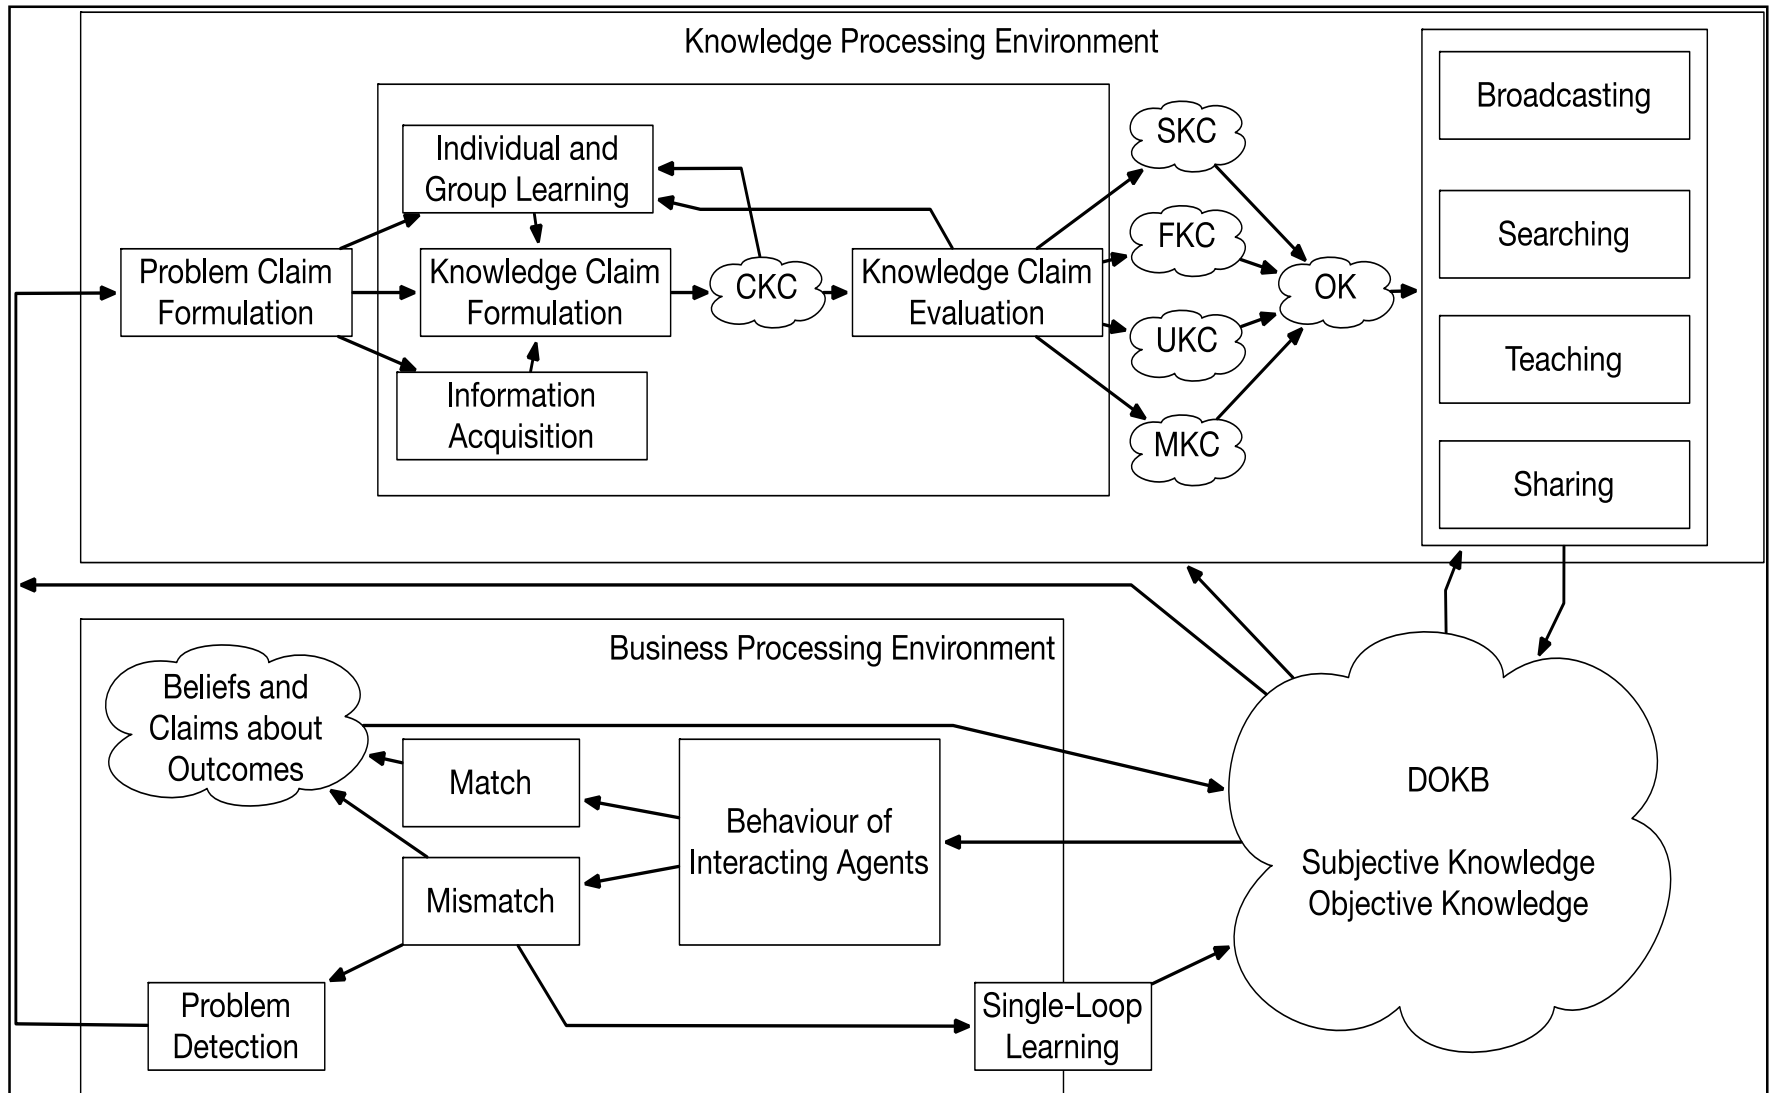 Knowledge Processing Environment
Individual and
Group Learning
Problem Claim
Formulation
Knowledge Claim
Formulation
Information
Acquisition
CKC
Knowledge Claim
Evaluation
SKC
FKC
UKC
MKC
OK
Broadcasting
Searching
Teaching
Sharing
Business Processing Environment
Beliefs and
Claims about
Outcomes
Match
Mismatch
Behaviour of
Interacting Agents
Problem
Detection
Single-Loop
Learning
DOKB
Subjective Knowledge
Objective Knowledge